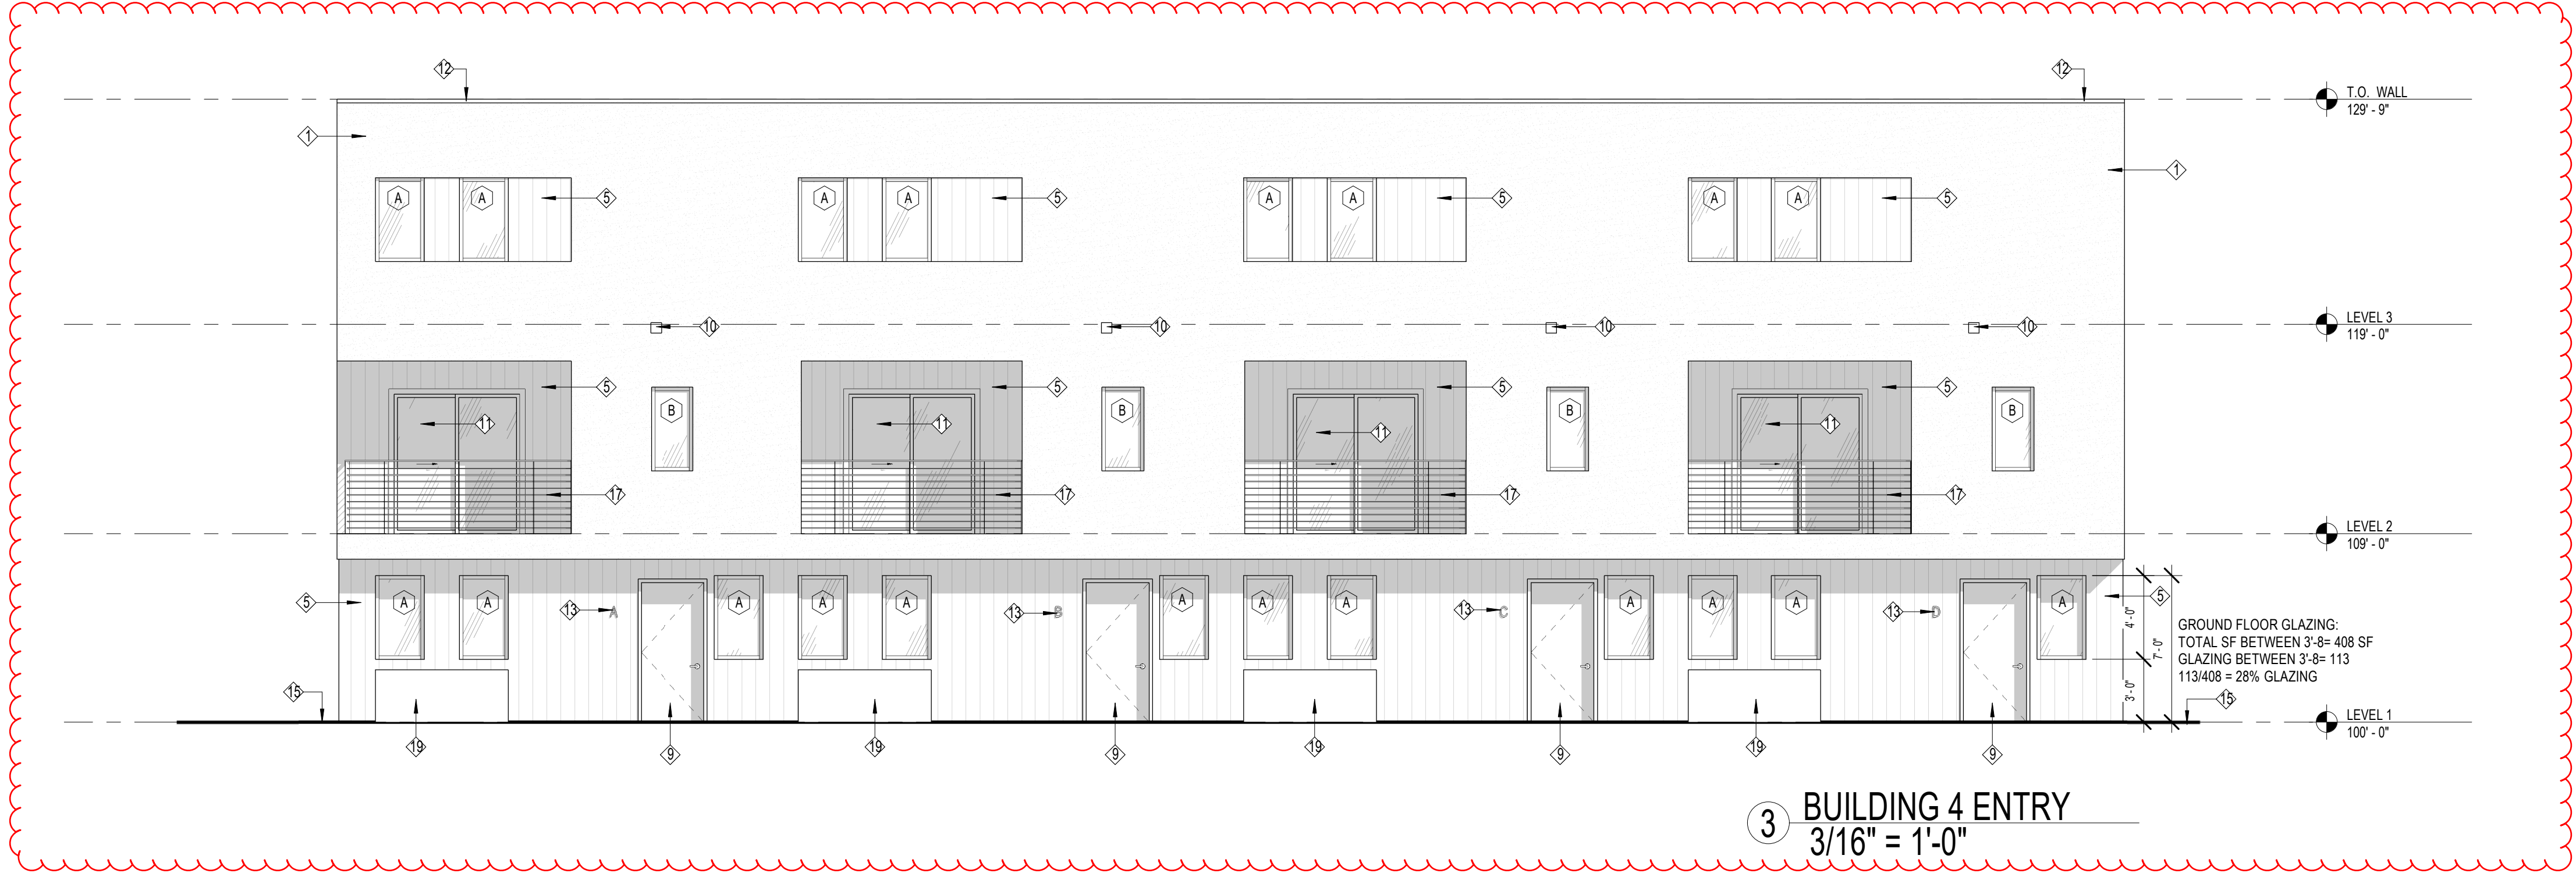 12 12
T.O. WALL
129' - 9"
1
1
A A 5 A A 5 A A 5 A A 5
10 10 10 10
LEVEL 3
119' - 0"
5 5 5 5
B B B B
11 11 11 11
17 17 17 17
LEVEL 2
109' - 0"
5 A A 13 A A A A 13 B A A A 13 C A A A 13 D A 5
4' - 0"
7' - 0"
3' - 0"
GROUND FLOOR GLAZING:
TOTAL SF BETWEEN 3'-8= 408 SF
GLAZING BETWEEN 3'-8= 113
113/408 = 28% GLAZING
15 15
LEVEL 1
100' - 0"
19 9 19 9 19 9 19 9
3 BUILDING 4 ENTRY
3/16" = 1'-0"